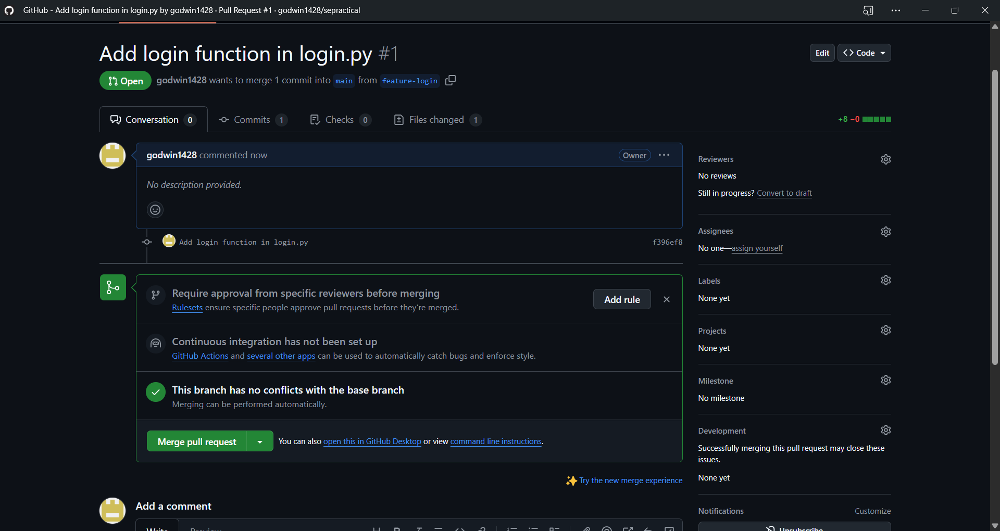 GitHub - Add login function in login.py by godwin1428 · Pull Request #1 · godwin1428/sepractical
Add login function in login.py #1
Edit
<> Code
Open
godwin1428 wants to merge 1 commit into main from feature-login
Conversation 0
Commits 1
Checks 0
Files changed 1
+8 −0
godwin1428 commented now
Owner
No description provided.
Add login function in login.py
f396ef8
Require approval from specific reviewers before merging
Rulesets ensure specific people approve pull requests before they're merged.
Add rule
Continuous integration has not been set up
GitHub Actions and several other apps can be used to automatically catch bugs and enforce style.
This branch has no conflicts with the base branch
Merging can be performed automatically.
Merge pull request
You can also open this in GitHub Desktop or view command line instructions.
Try the new merge experience
Add a comment
Write
Preview
Reviewers
No reviews
Still in progress? Convert to draft
Assignees
No one—assign yourself
Labels
None yet
Projects
None yet
Milestone
No milestone
Development
Successfully merging this pull request may close these
issues.
None yet
Notifications
Customize
Unsubscribe